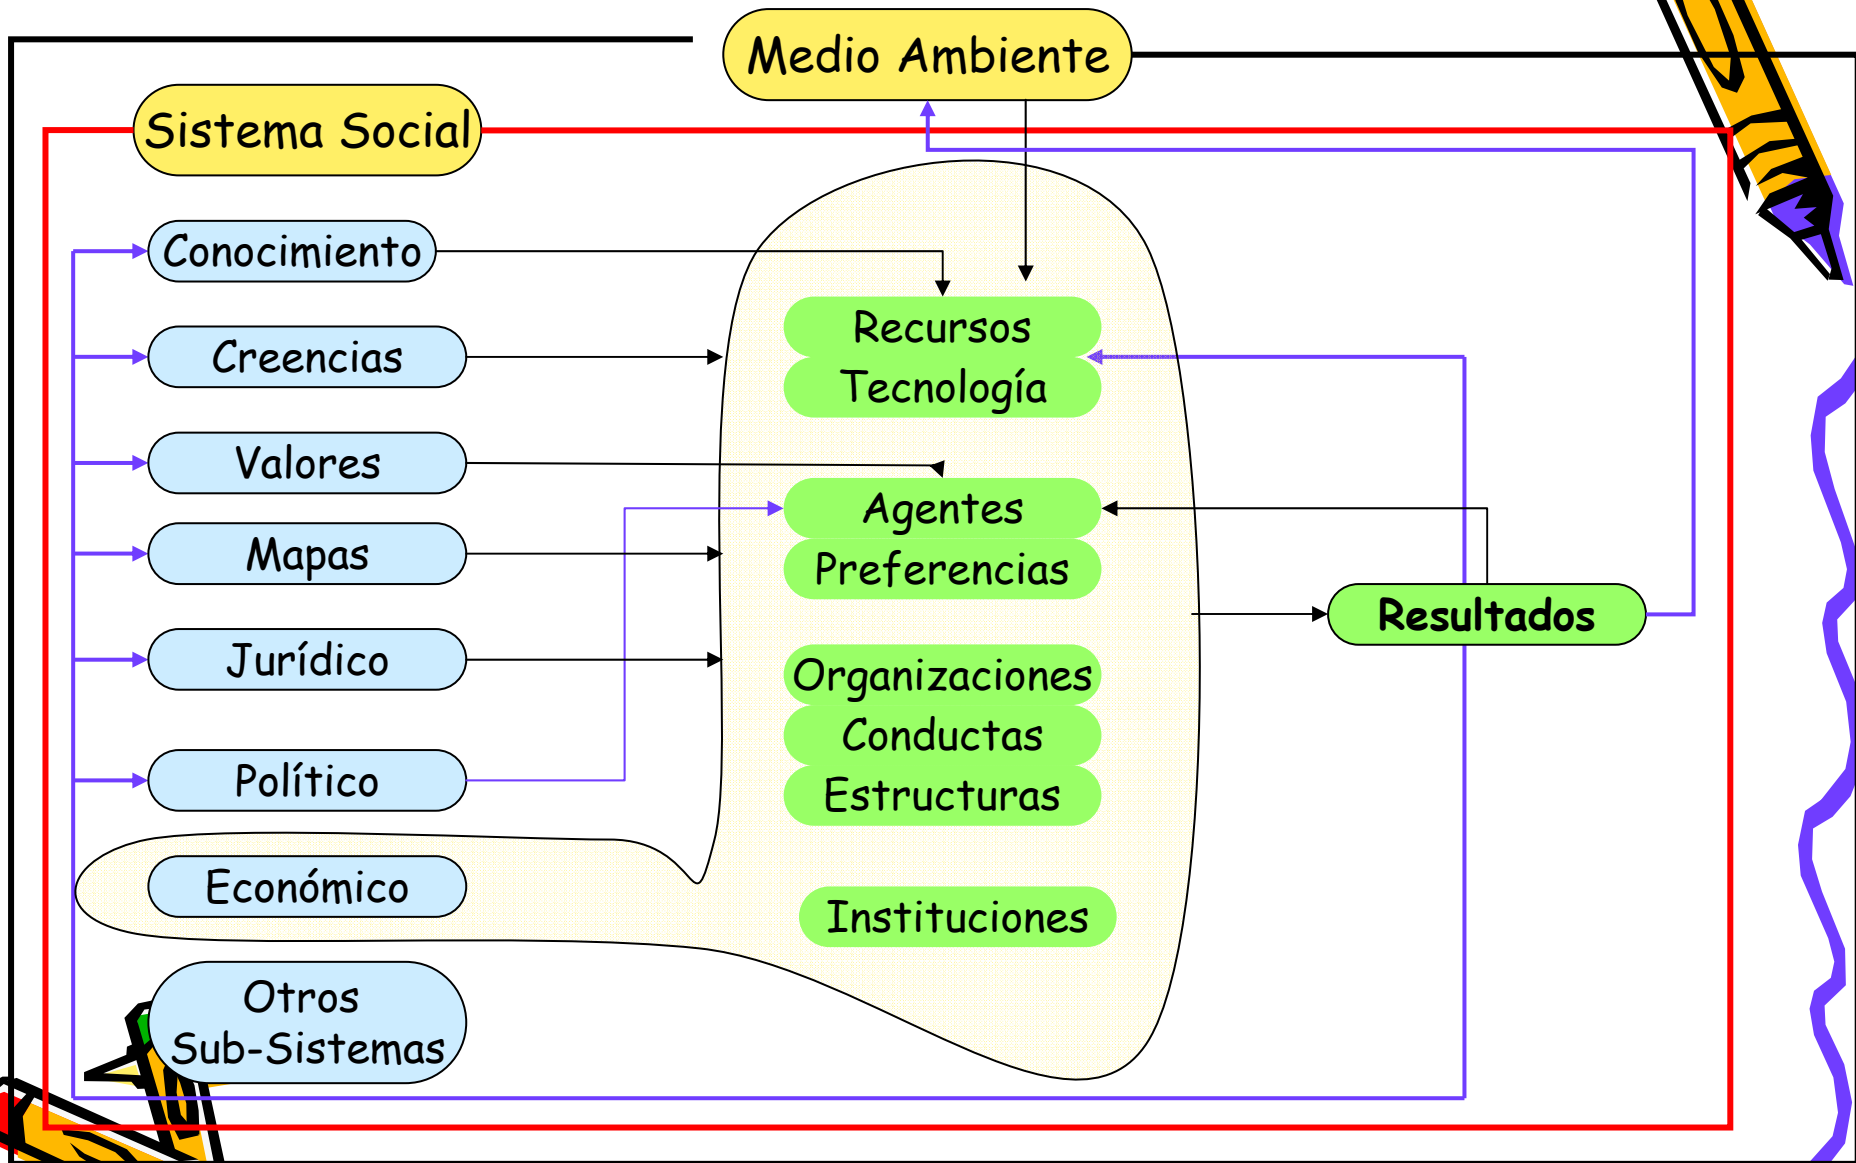 Medio Ambiente
Sistema Social
Conocimiento
Creencias
Valores
Mapas
Jurídico
Político
Económico
Otros
Sub-Sistemas
Recursos
Tecnología
Agentes
Preferencias
Organizaciones
Conductas
Estructuras
Instituciones
Resultados